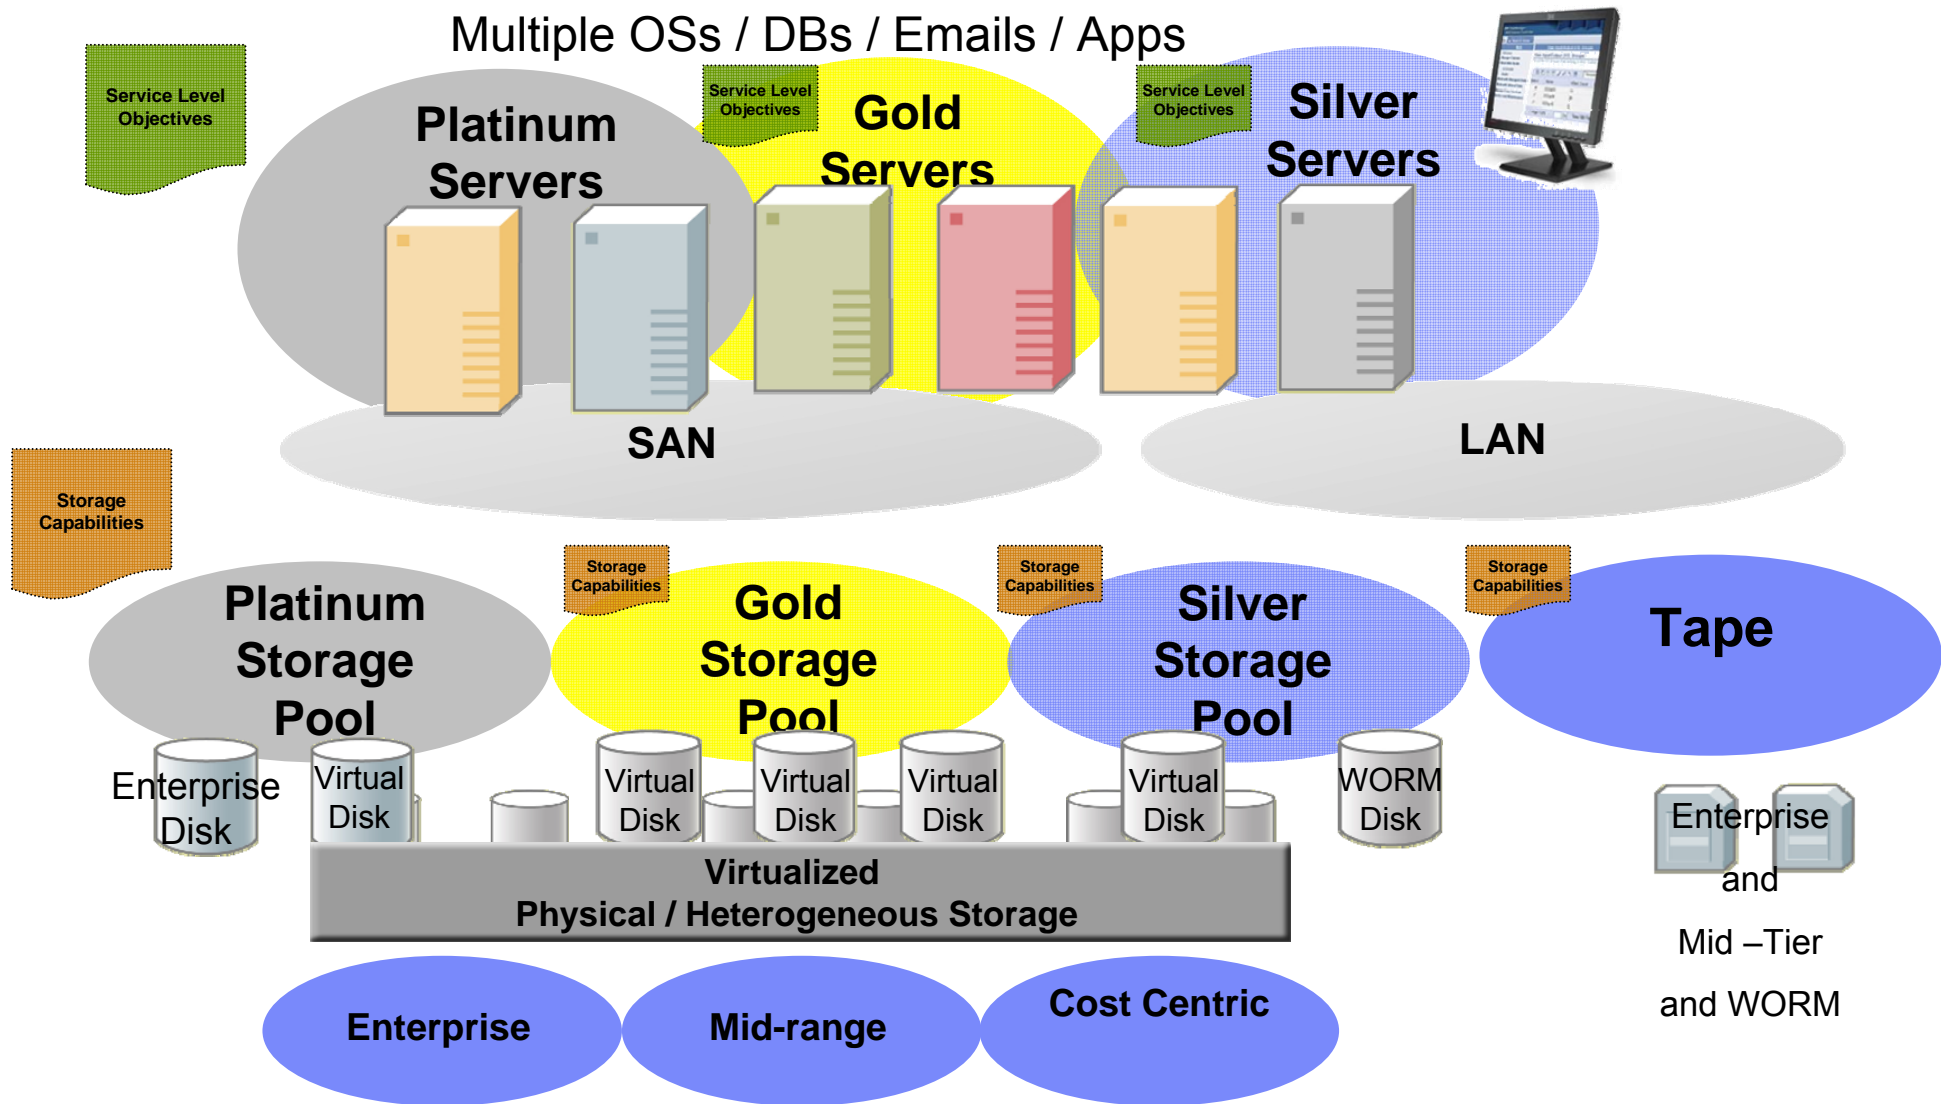 Multiple OSs / DBs / Emails / Apps
Service Level
Objectives
Platinum
Servers
Service Level
Objectives
Gold
Servers
Service Level
Objectives
Silver
Servers
SAN
LAN
Storage
Capabilities
Platinum
Storage
Pool
Storage
Capabilities
Gold
Storage
Pool
Storage
Capabilities
Silver
Storage
Pool
Storage
Capabilities
Tape
Enterprise
Disk
Virtual
Disk
Virtual
Disk
Virtual
Disk
Virtual
Disk
Virtual
Disk
WORM
Disk
Enterprise
and
Mid –Tier
and WORM
Virtualized
Physical / Heterogeneous Storage
Enterprise
Mid-range
Cost Centric